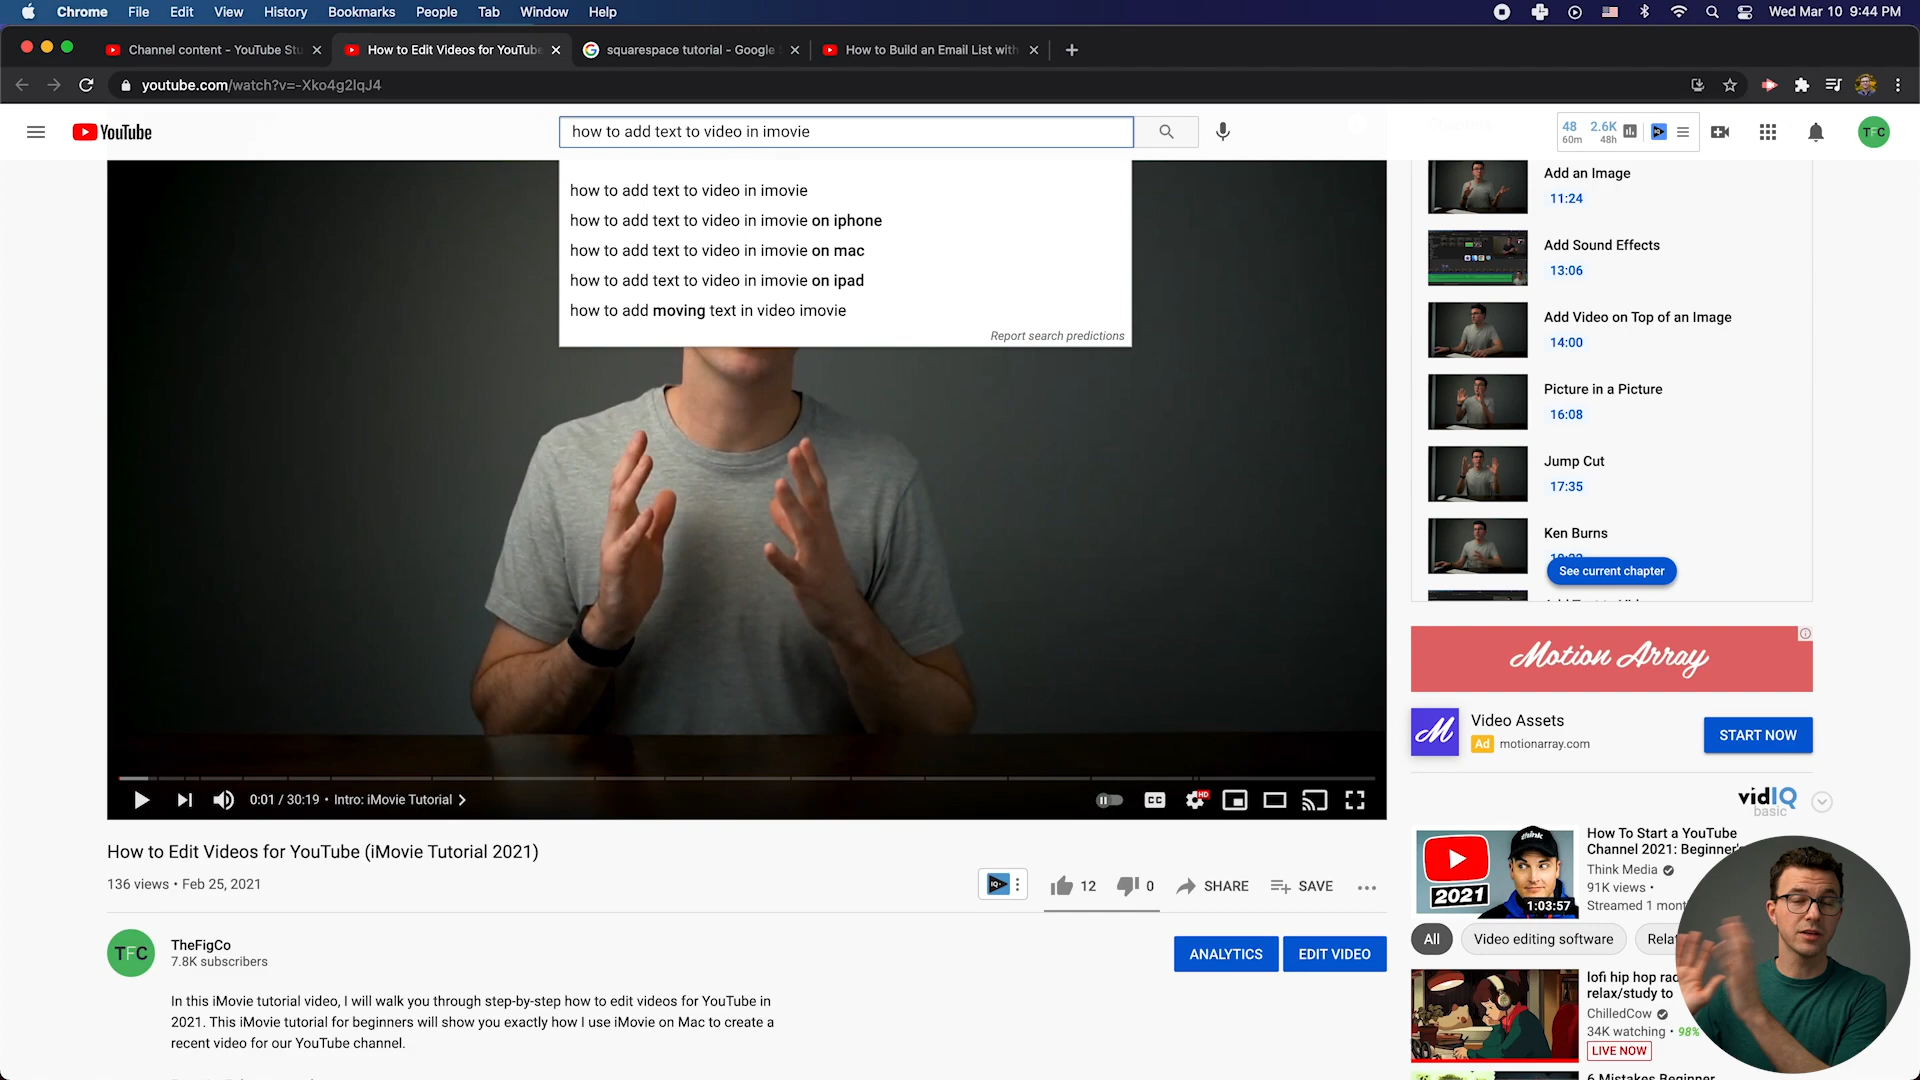 Chrome File Edit View History Bookmarks People Tab Window Help
Wed Mar 10 9:44 PM
Channel content - YouTube Stu
How to Edit Videos for YouTube
squarespace tutorial - Google
How to Build an Email List with
youtube.com/watch?v=-Xko4g2lqJ4
YouTube
how to add text to video in imovie
48 2.6K
60m 48h
TFC
how to add text to video in imovie
how to add text to video in imovie on iphone
how to add text to video in imovie on mac
how to add text to video in imovie on ipad
how to add moving text in video imovie
Report search predictions
Add an Image
11:24
Add Sound Effects
13:06
Add Video on Top of an Image
14:00
Picture in a Picture
16:08
Jump Cut
17:35
Ken Burns
See current chapter
Motion Array
M
Video Assets
Ad motionarray.com
START NOW
vidIQ
basic
0:01 / 30:19 • Intro: iMovie Tutorial
CC
HD
How to Edit Videos for YouTube (iMovie Tutorial 2021)
136 views • Feb 25, 2021
IQ
12 0 SHARE SAVE
TFC
TheFigCo
7.8K subscribers
ANALYTICS EDIT VIDEO
In this iMovie tutorial video, I will walk you through step-by-step how to edit videos for YouTube in
2021. This iMovie tutorial for beginners will show you exactly how I use iMovie on Mac to create a
recent video for our YouTube channel.
think
2021
1:03:57
How To Start a YouTube
Channel 2021: Beginner's
Think Media
91K views •
Streamed 1 mont
All Video editing software Rela
lofi hip hop rad
relax/study to
ChilledCow
34K watching • 98%
LIVE NOW
6 Mistakes Beginner